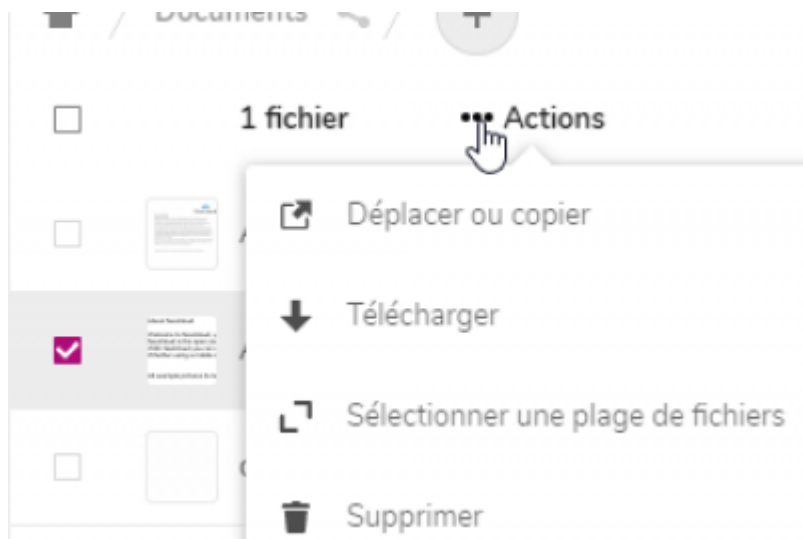 Documents
1 fichier ••• Actions
Déplacer ou copier
Télécharger
Sélectionner une plage de fichiers
Supprimer